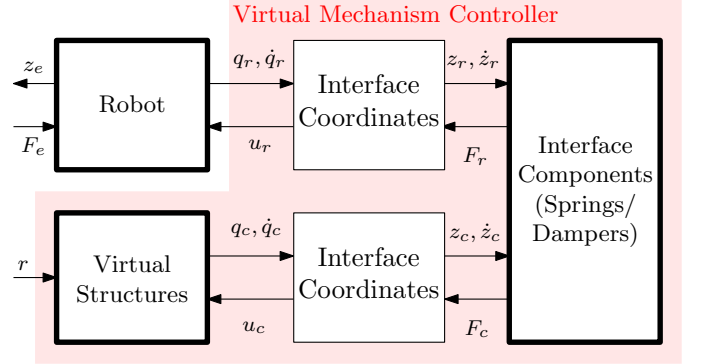 Virtual Mechanism Controller
z_e
F_e
Robot
q_r, q̇_r
u_r
Interface
Coordinates
z_r, ż_r
F_r
Interface
Components
(Springs/
Dampers)
r
Virtual
Structures
q_c, q̇_c
u_c
Interface
Coordinates
z_c, ż_c
F_c